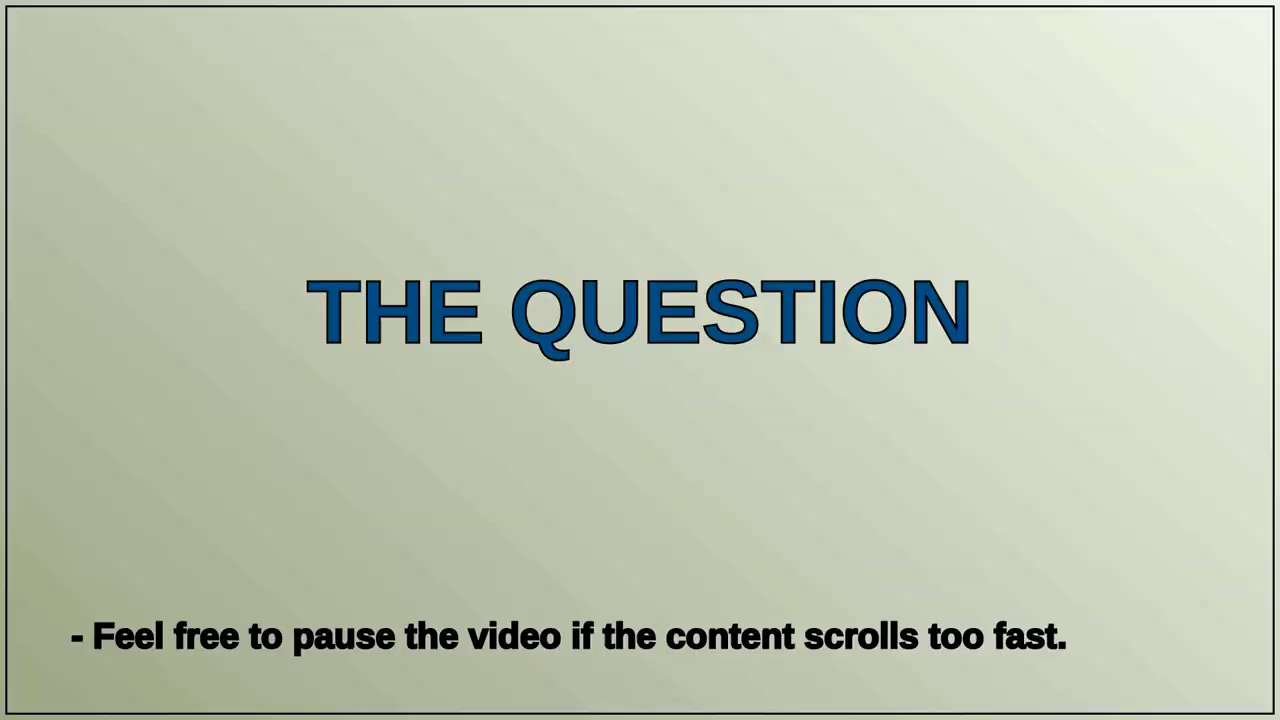 THE QUESTION
- Feel free to pause the video if the content scrolls too fast.